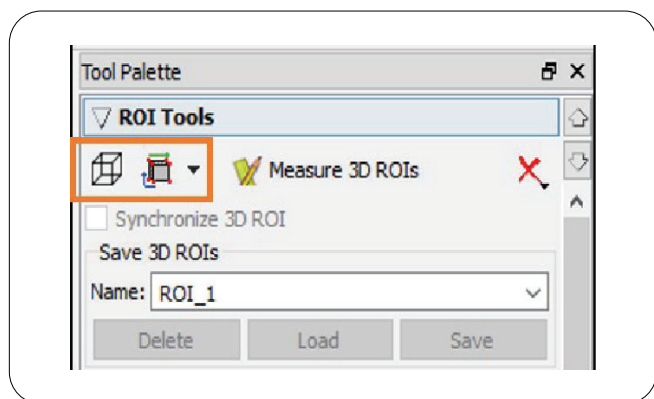 Tool Palette
ROI Tools
Measure 3D ROIs
Synchronize 3D ROI
Save 3D ROIs
Name: ROI_1
Delete Load Save